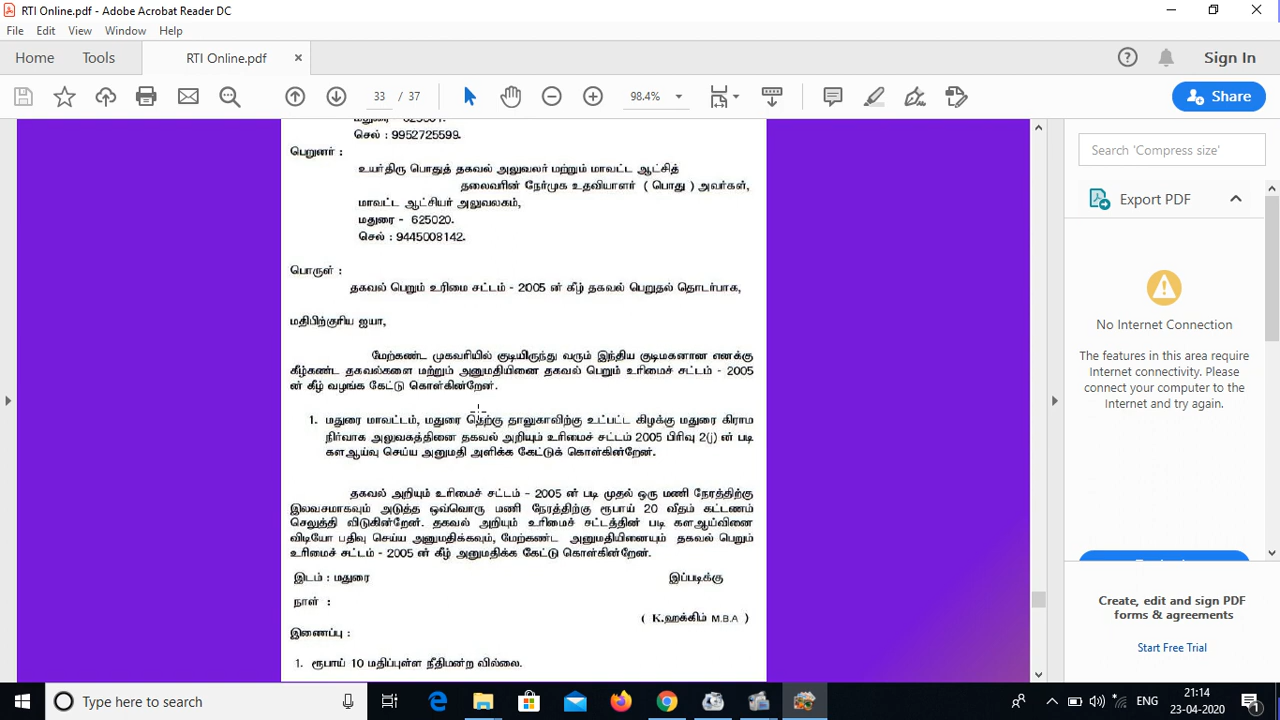 RTI Online.pdf - Adobe Acrobat Reader DC
File Edit View Window Help
Home Tools RTI Online.pdf × Sign In
33 / 37 98.4% Share
செல் : 9952725599.
பெறுனர் :
உயர்திரு பொதுத் தகவல் அலுவலர் மற்றும் மாவட்ட ஆட்சித்
தலைவரின் நேர்முக உதவியாளர் ( பொது ) அவர்கள்,
மாவட்ட ஆட்சியர் அலுவலகம்,
மதுரை - 625020.
செல் : 9445008142.
பொருள் :
தகவல் பெறும் உரிமை சட்டம் - 2005 ன் கீழ் தகவல் பெறுதல் தொடர்பாக,
மதிபிற்குரிய ஐயா,
மேற்கண்ட முகவரியில் குடியிருந்து வரும் இந்திய குடிமகனான எனக்கு
கீழ்கண்ட தகவல்களை மற்றும் அனுமதியினை தகவல் பெறும் உரிமைச் சட்டம் - 2005
ன் கீழ் வழங்க கேட்டு கொள்கின்றேன்.
1. மதுரை மாவட்டம், மதுரை தெற்கு தாலுகாவிற்கு உட்பட்ட கிழக்கு மதுரை கிராம
நிர்வாக அலுவகத்தினை தகவல் அறியும் உரிமைச் சட்டம் 2005 பிரிவு 2(j) ன் படி
களஆய்வு செய்ய அனுமதி அளிக்க கேட்டுக் கொள்கின்றேன்.
தகவல் அறியும் உரிமைச் சட்டம் - 2005 ன் படி முதல் ஒரு மணி நேரத்திற்கு
இலவசமாகவும் அடுத்த ஒவ்வொரு மணி நேரத்திற்கு ரூபாய் 20 வீதம் கட்டணம்
செலுத்தி விடுகின்றேன். தகவல் அறியும் உரிமைச் சட்டத்தின் படி களஆய்வினை
விடியோ பதிவு செய்ய அனுமதிக்கவும், மேற்கண்ட அனுமதியினையும் தகவல் பெறும்
உரிமைச் சட்டம் - 2005 ன் கீழ் அனுமதிக்க கேட்டு கொள்கின்றேன்.
இடம் : மதுரை இப்படிக்கு
நாள் :
( K.ஹக்கிம் M.B.A )
இணைப்பு :
1. ரூபாய் 10 மதிப்புள்ள நீதிமன்ற வில்லை.
Search 'Compress size'
Export PDF
No Internet Connection
The features in this area require
Internet connectivity. Please
connect your computer to the
Internet and try again.
Create, edit and sign PDF
forms & agreements
Start Free Trial
Type here to search
ENG 21:14
23-04-2020
1